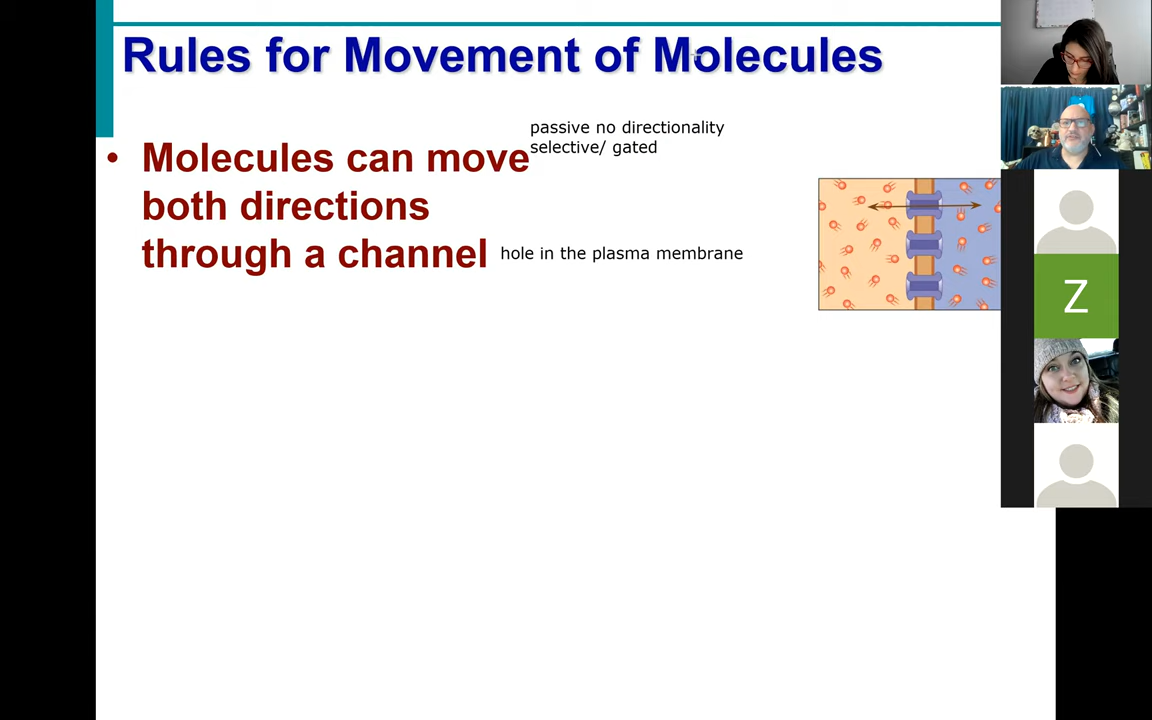 Rules for Movement of Molecules
passive no directionality
selective/ gated
• Molecules can move
both directions
through a channel
hole in the plasma membrane
Z